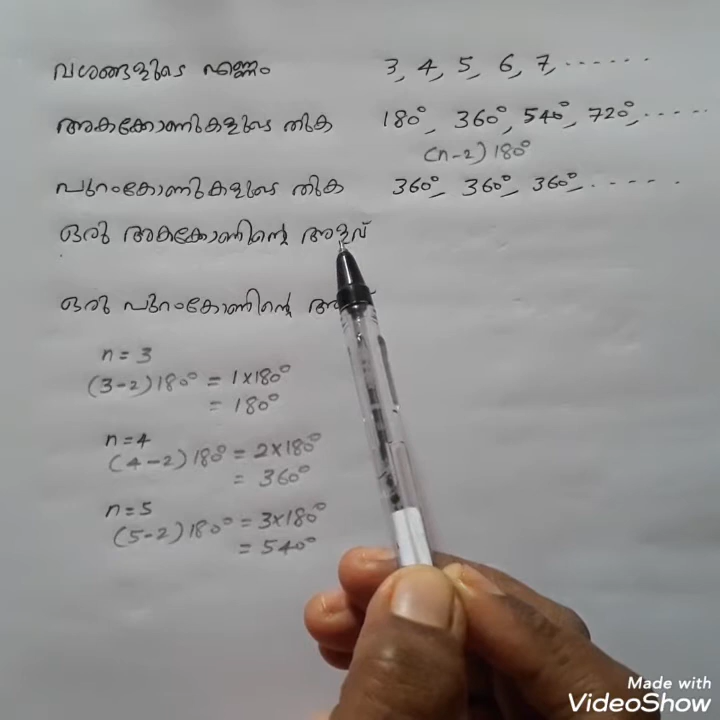 വശങ്ങളുടെ എണ്ണം 3, 4, 5, 6, 7, ......
അകക്കോണുകളുടെ തുക 180°, 360°, 540°, 720°, .....
(n-2) 180°
പുറംകോണുകളുടെ തുക 360°, 360°, 360°, .....
ഒരു അകക്കോണിന്റെ അളവ്
ഒരു പുറംകോണിന്റെ
n = 3
(3-2) 180° = 1 x 180°
= 180°
n = 4
(4-2) 180° = 2 x 180°
= 360°
n = 5
(5-2) 180° = 3 x 180°
= 540°
Made with
VideoShow